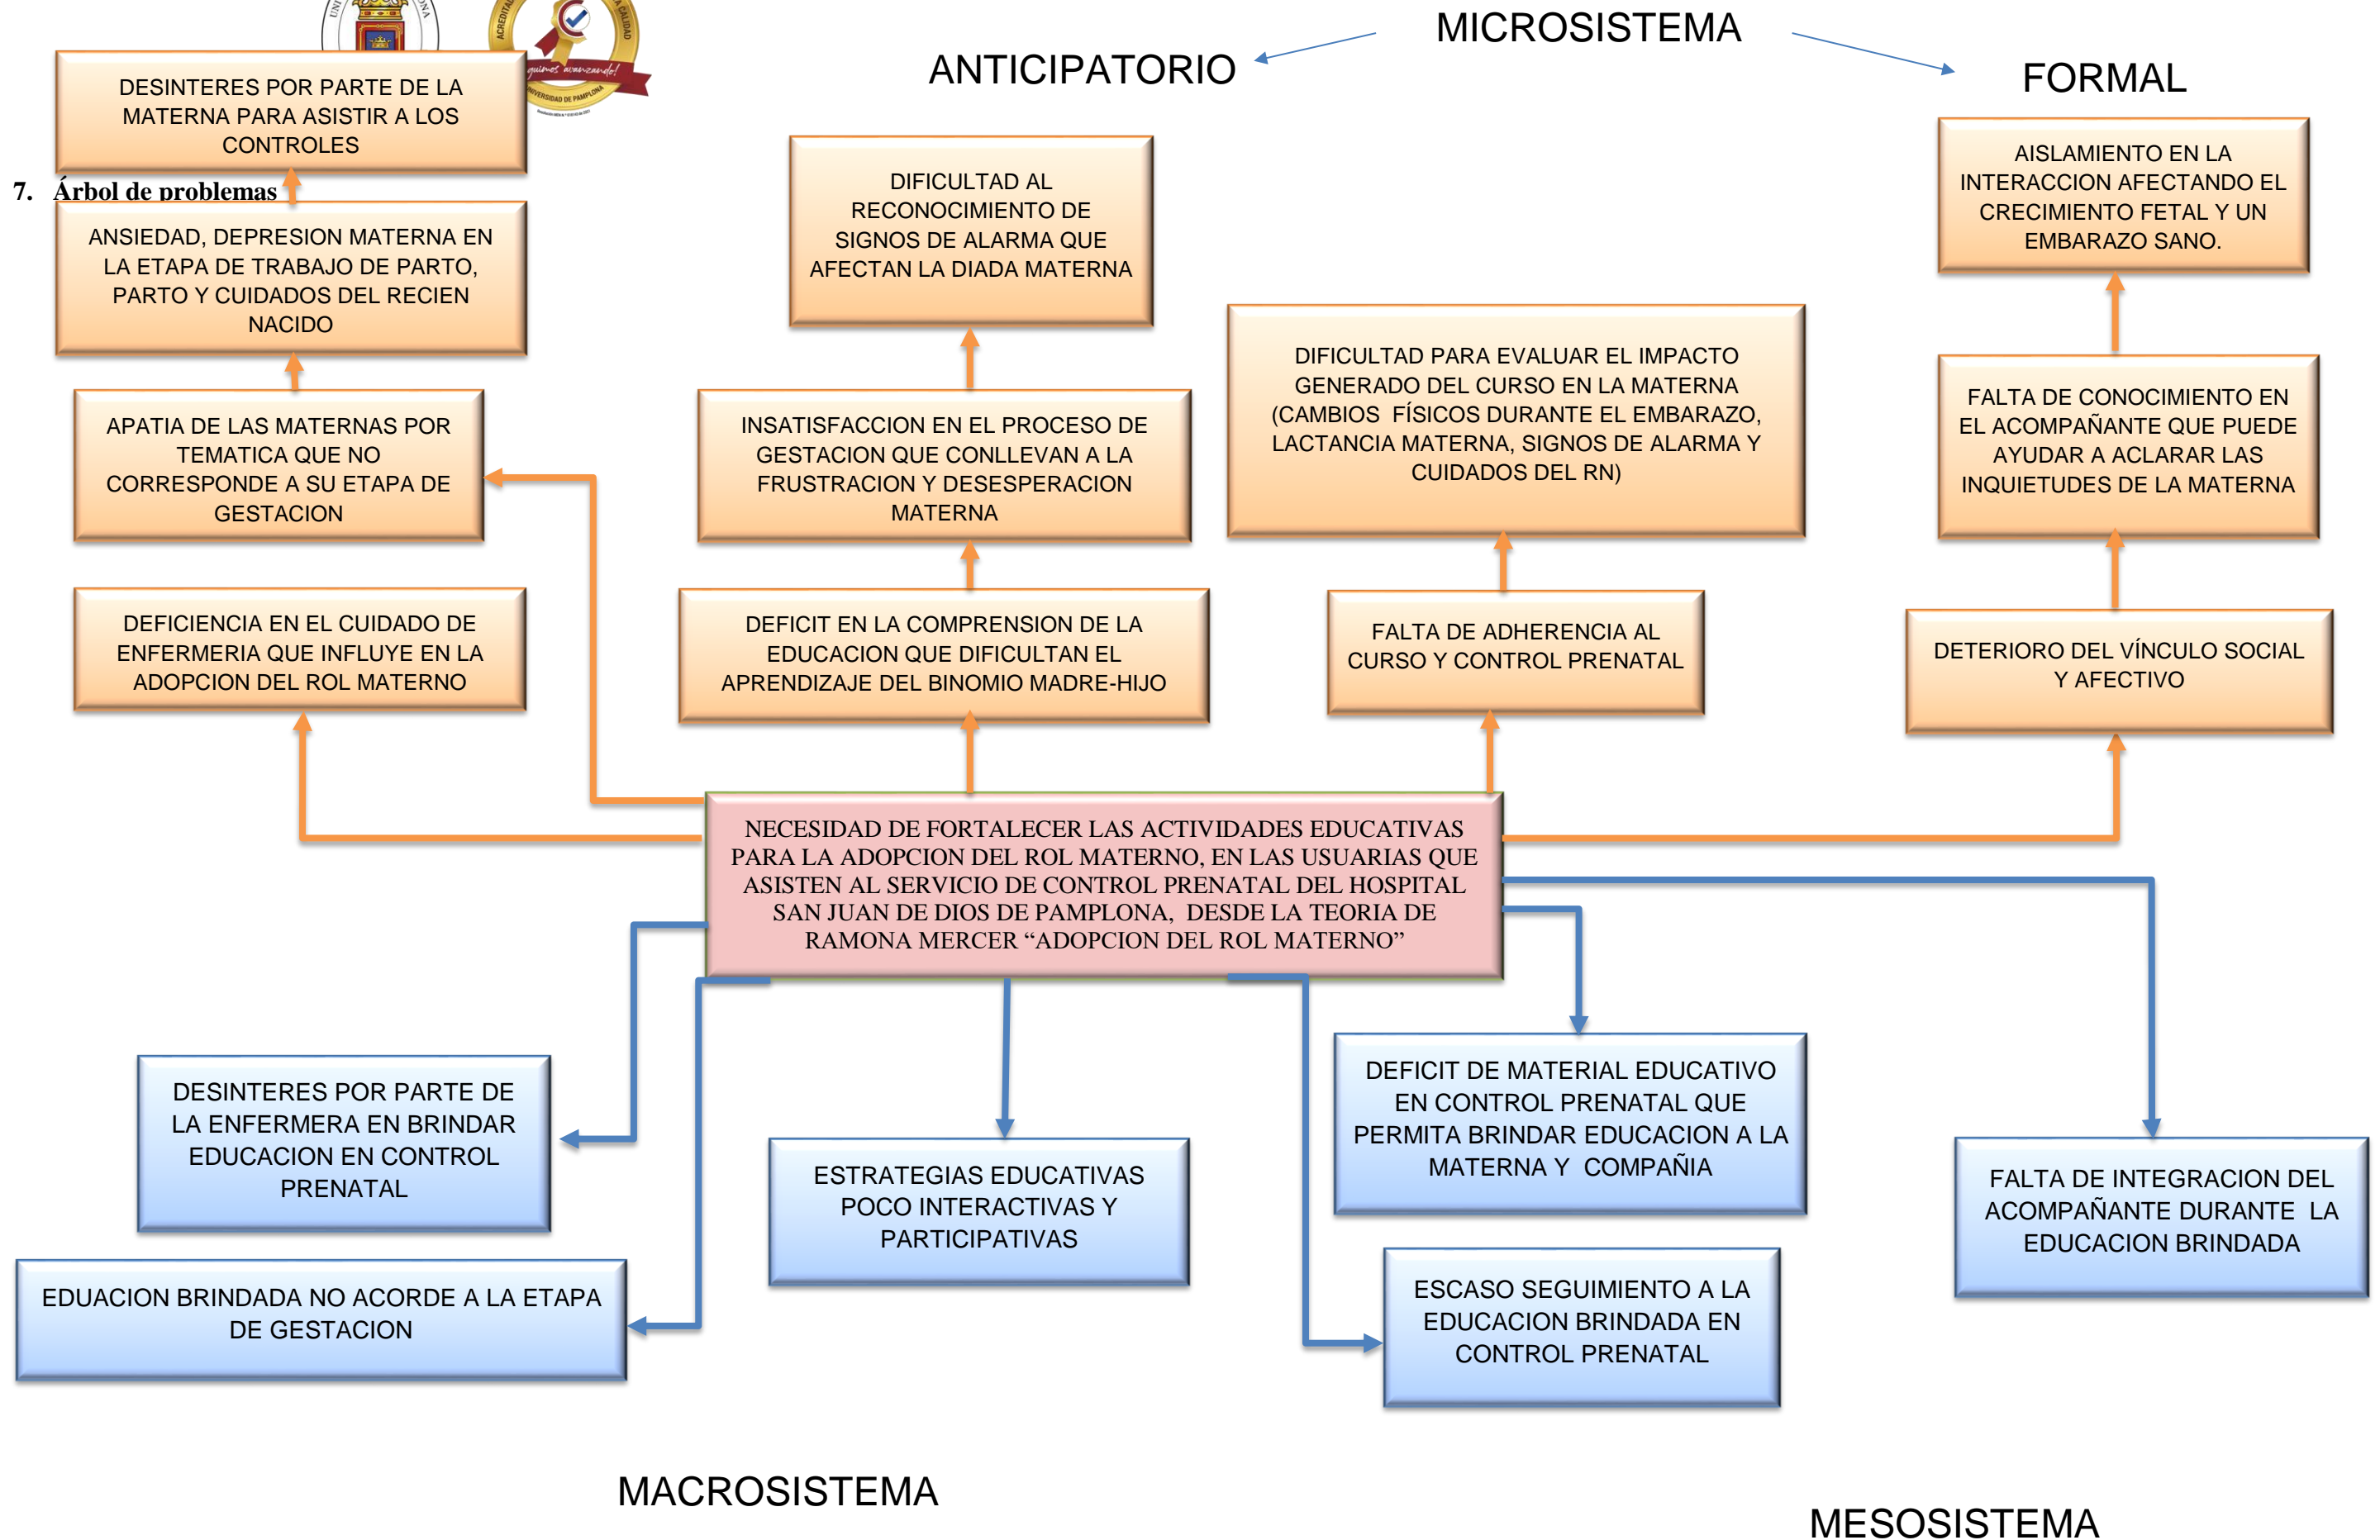 MICROSISTEMA
ANTICIPATORIO
FORMAL
ACREDITA
CALIDAD
guimos avanzando!
UNIVERSIDAD DE PAMPLONA
DESINTERES POR PARTE DE LA
MATERNA PARA ASISTIR A LOS
CONTROLES
7. Árbol de problemas
ANSIEDAD, DEPRESION MATERNA EN
LA ETAPA DE TRABAJO DE PARTO,
PARTO Y CUIDADOS DEL RECIEN
NACIDO
APATIA DE LAS MATERNAS POR
TEMATICA QUE NO
CORRESPONDE A SU ETAPA DE
GESTACION
DEFICIENCIA EN EL CUIDADO DE
ENFERMERIA QUE INFLUYE EN LA
ADOPCION DEL ROL MATERNO
DIFICULTAD AL
RECONOCIMIENTO DE
SIGNOS DE ALARMA QUE
AFECTAN LA DIADA MATERNA
INSATISFACCION EN EL PROCESO DE
GESTACION QUE CONLLEVAN A LA
FRUSTRACION Y DESESPERACION
MATERNA
DEFICIT EN LA COMPRENSION DE LA
EDUCACION QUE DIFICULTAN EL
APRENDIZAJE DEL BINOMIO MADRE-HIJO
DIFICULTAD PARA EVALUAR EL IMPACTO
GENERADO DEL CURSO EN LA MATERNA
(CAMBIOS FÍSICOS DURANTE EL EMBARAZO,
LACTANCIA MATERNA, SIGNOS DE ALARMA Y
CUIDADOS DEL RN)
FALTA DE ADHERENCIA AL
CURSO Y CONTROL PRENATAL
AISLAMIENTO EN LA
INTERACCION AFECTANDO EL
CRECIMIENTO FETAL Y UN
EMBARAZO SANO.
FALTA DE CONOCIMIENTO EN
EL ACOMPAÑANTE QUE PUEDE
AYUDAR A ACLARAR LAS
INQUIETUDES DE LA MATERNA
DETERIORO DEL VÍNCULO SOCIAL
Y AFECTIVO
NECESIDAD DE FORTALECER LAS ACTIVIDADES EDUCATIVAS
PARA LA ADOPCION DEL ROL MATERNO, EN LAS USUARIAS QUE
ASISTEN AL SERVICIO DE CONTROL PRENATAL DEL HOSPITAL
SAN JUAN DE DIOS DE PAMPLONA, DESDE LA TEORIA DE
RAMONA MERCER “ADOPCION DEL ROL MATERNO”
DESINTERES POR PARTE DE
LA ENFERMERA EN BRINDAR
EDUCACION EN CONTROL
PRENATAL
EDUACION BRINDADA NO ACORDE A LA ETAPA
DE GESTACION
ESTRATEGIAS EDUCATIVAS
POCO INTERACTIVAS Y
PARTICIPATIVAS
DEFICIT DE MATERIAL EDUCATIVO
EN CONTROL PRENATAL QUE
PERMITA BRINDAR EDUCACION A LA
MATERNA Y COMPAÑIA
ESCASO SEGUIMIENTO A LA
EDUCACION BRINDADA EN
CONTROL PRENATAL
FALTA DE INTEGRACION DEL
ACOMPAÑANTE DURANTE LA
EDUCACION BRINDADA
MACROSISTEMA
MESOSISTEMA